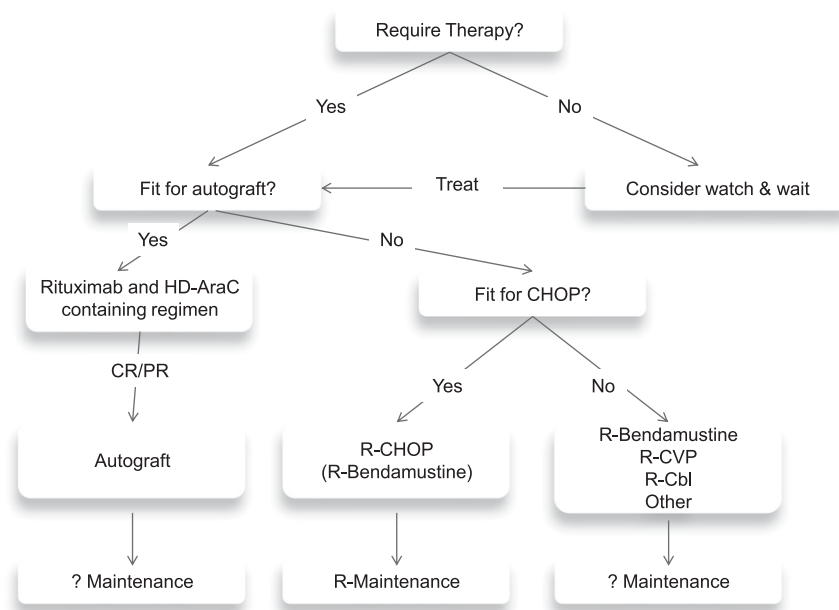 Require Therapy?
Yes
No
Fit for autograft?
Treat
Consider watch & wait
Yes
No
Rituximab and HD-AraC
containing regimen
Fit for CHOP?
CR/PR
Yes
No
Autograft
R-CHOP
(R-Bendamustine)
R-Bendamustine
R-CVP
R-Cbl
Other
? Maintenance
R-Maintenance
? Maintenance